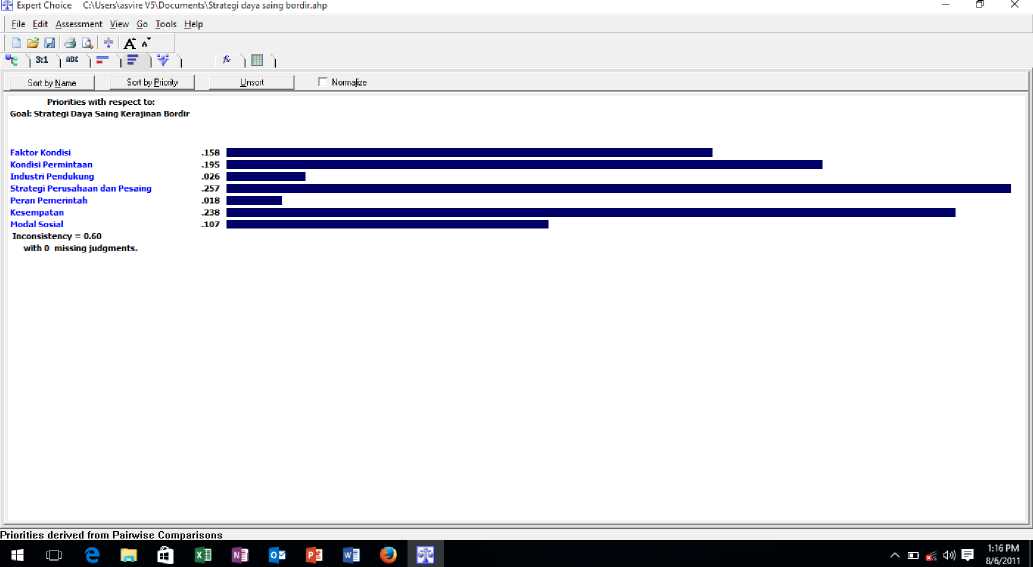 Expert Choice C:\Users\asvire V5\Documents\Strategi daya saing bordir.ahp
File Edit Assessment View Go Tools Help
3:1 ABC
Sort by Name Sort by Priority Unsort Normalize
Priorities with respect to:
Goal: Strategi Daya Saing Kerajinan Bordir
Faktor Kondisi .158
Kondisi Permintaan .195
Industri Pendukung .026
Strategi Perusahaan dan Pesaing .257
Peran Pemerintah .018
Kesempatan .238
Modal Sosial .107
Inconsistency = 0.60
with 0 missing judgments.
Priorities derived from Pairwise Comparisons
1:16 PM
8/6/2011